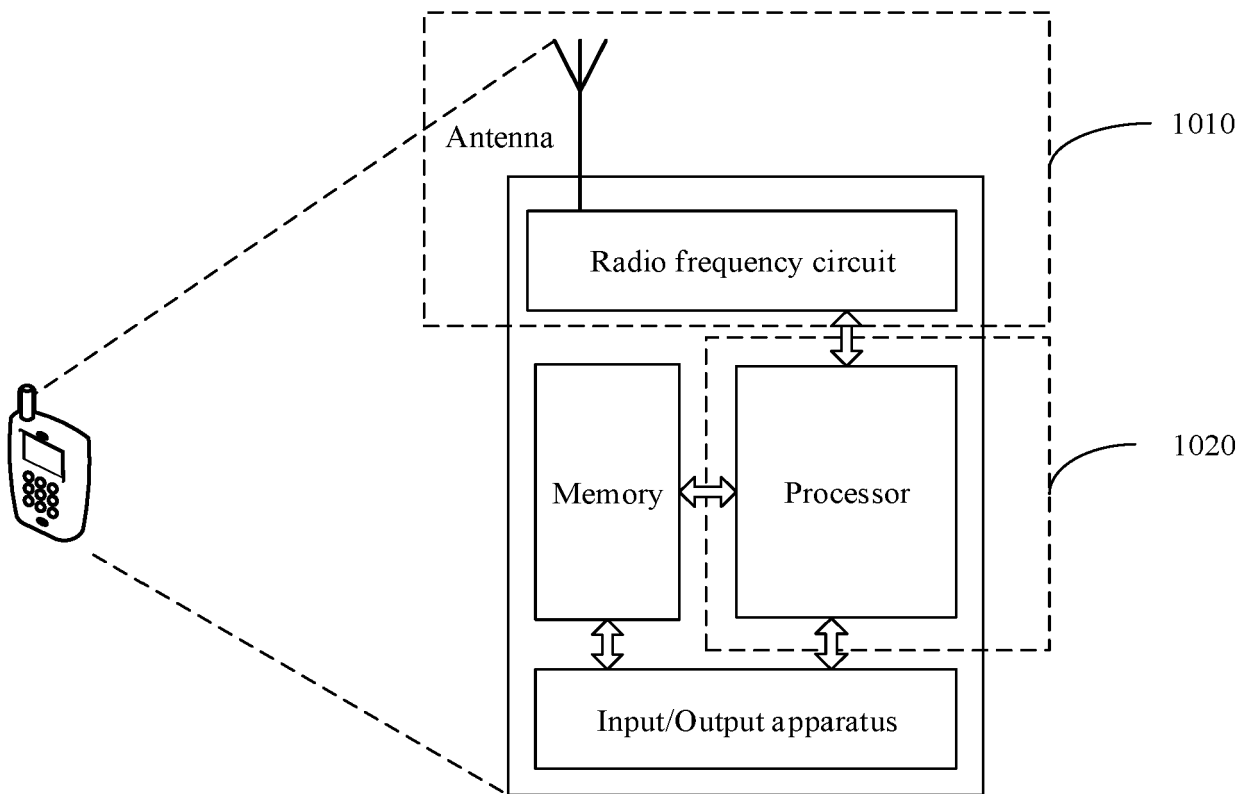 1010
Antenna
Radio frequency circuit
1020
Memory
Processor
Input/Output apparatus